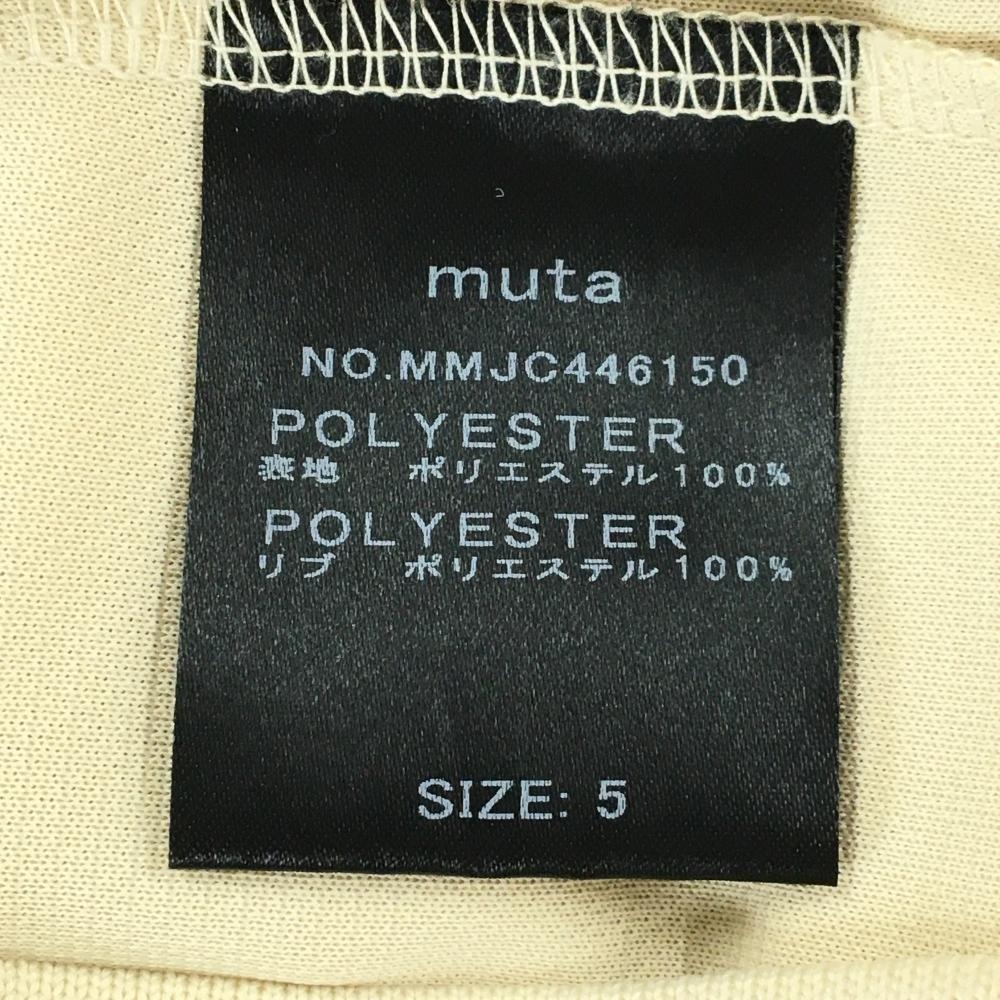 muta
NO.MMJC446150
POLYESTER
表地 ポリエステル100%
POLYESTER
リブ ポリエステル100%
SIZE: 5